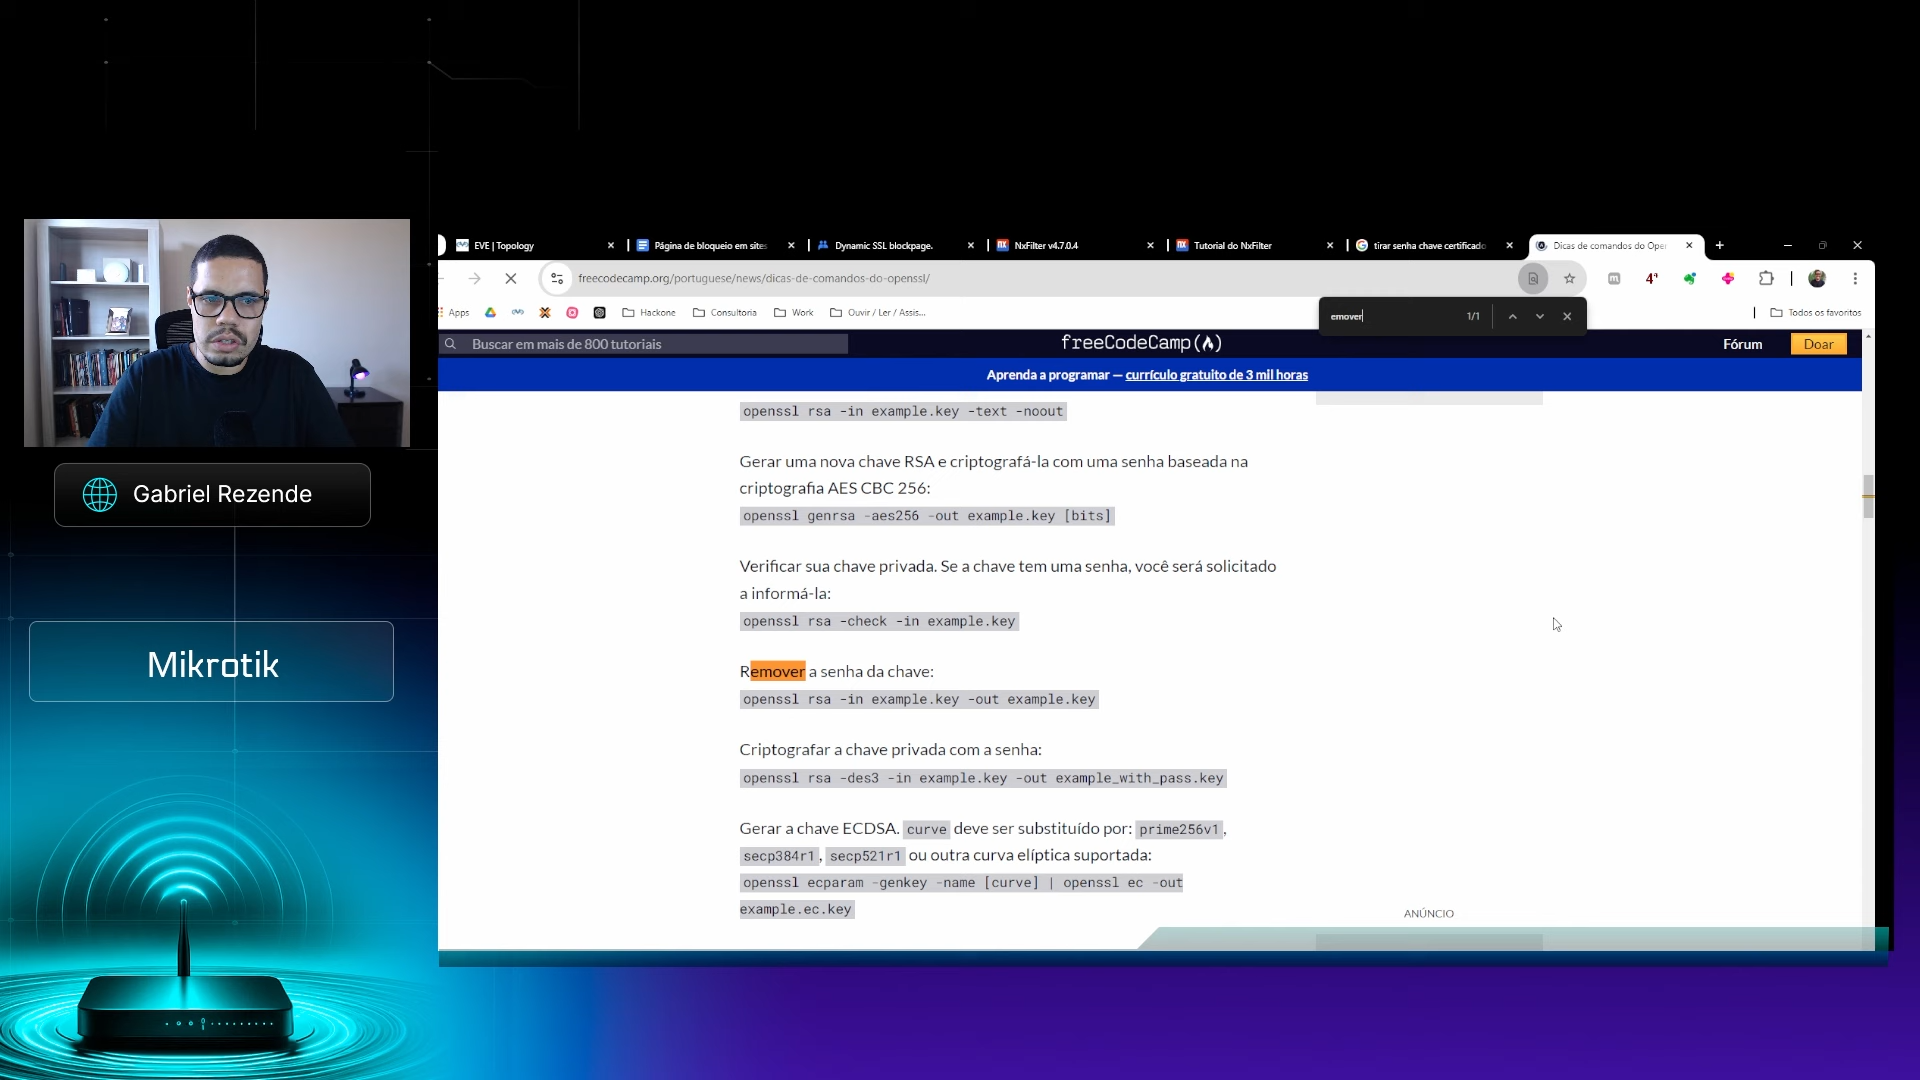 EVE | Topology
Página de bloqueio em sites
Dynamic SSL blockpage.
NxFilter v4.7.0.4
Tutorial do NxFilter
tirar senha chave certificado
Dicas de comandos do Oper
freecodecamp.org/portuguese/news/dicas-de-comandos-do-openssl/
Apps
Hackone
Consultoria
Work
Ouvir / Ler / Assis...
Todos os favoritos
emover
1/1
Buscar em mais de 800 tutoriais
freeCodeCamp
Fórum
Doar
Aprenda a programar — currículo gratuito de 3 mil horas
openssl rsa -in example.key -text -noout
Gerar uma nova chave RSA e criptografá-la com uma senha baseada na
criptografia AES CBC 256:
openssl genrsa -aes256 -out example.key [bits]
Verificar sua chave privada. Se a chave tem uma senha, você será solicitado
a informá-la:
openssl rsa -check -in example.key
Remover a senha da chave:
openssl rsa -in example.key -out example.key
Criptografar a chave privada com a senha:
openssl rsa -des3 -in example.key -out example_with_pass.key
Gerar a chave ECDSA. curve deve ser substituído por: prime256v1,
secp384r1, secp521r1 ou outra curva elíptica suportada:
openssl ecparam -genkey -name [curve] | openssl ec -out
example.ec.key
ANÚNCIO
Gabriel Rezende
Mikrotik